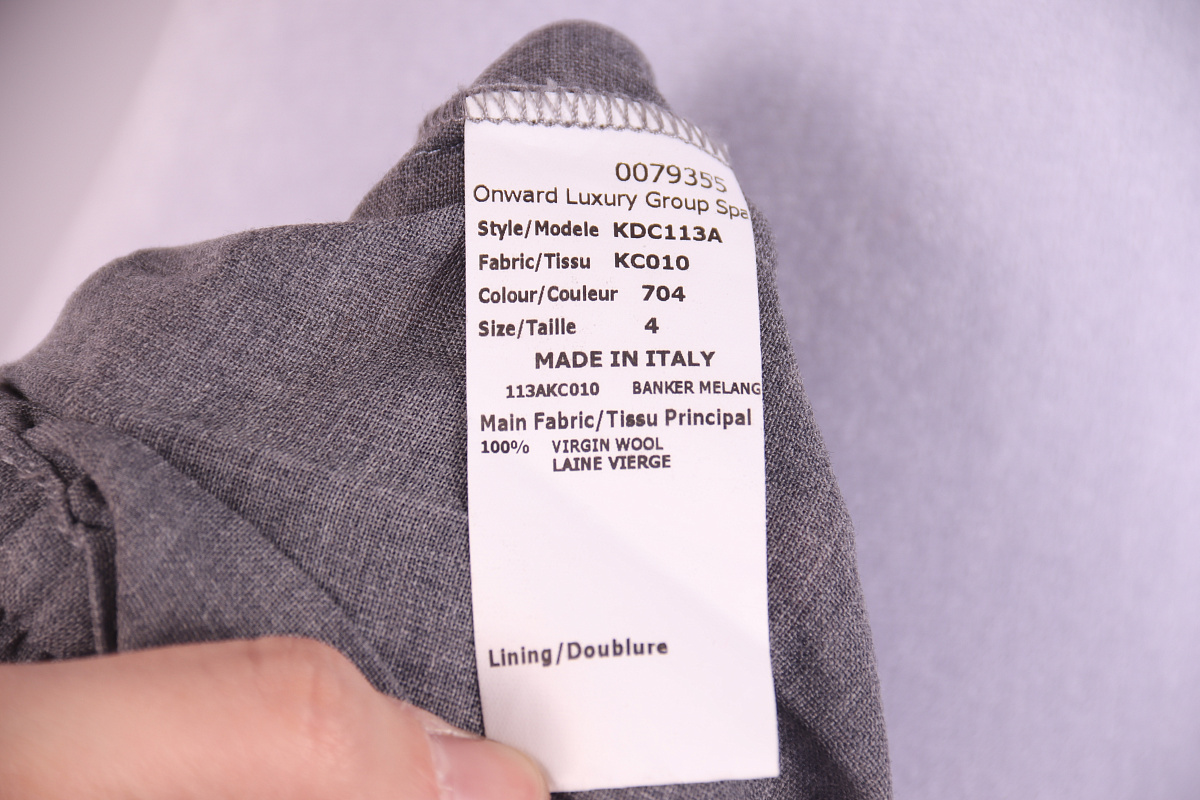 0079355
Onward Luxury Group Spa
Style/Modele KDC113A
Fabric/Tissu KC010
Colour/Couleur 704
Size/Taille 4
MADE IN ITALY
113AKC010 BANKER MELANG
Main Fabric/Tissu Principal
100% VIRGIN WOOL
LAINE VIERGE
Lining/Doublure